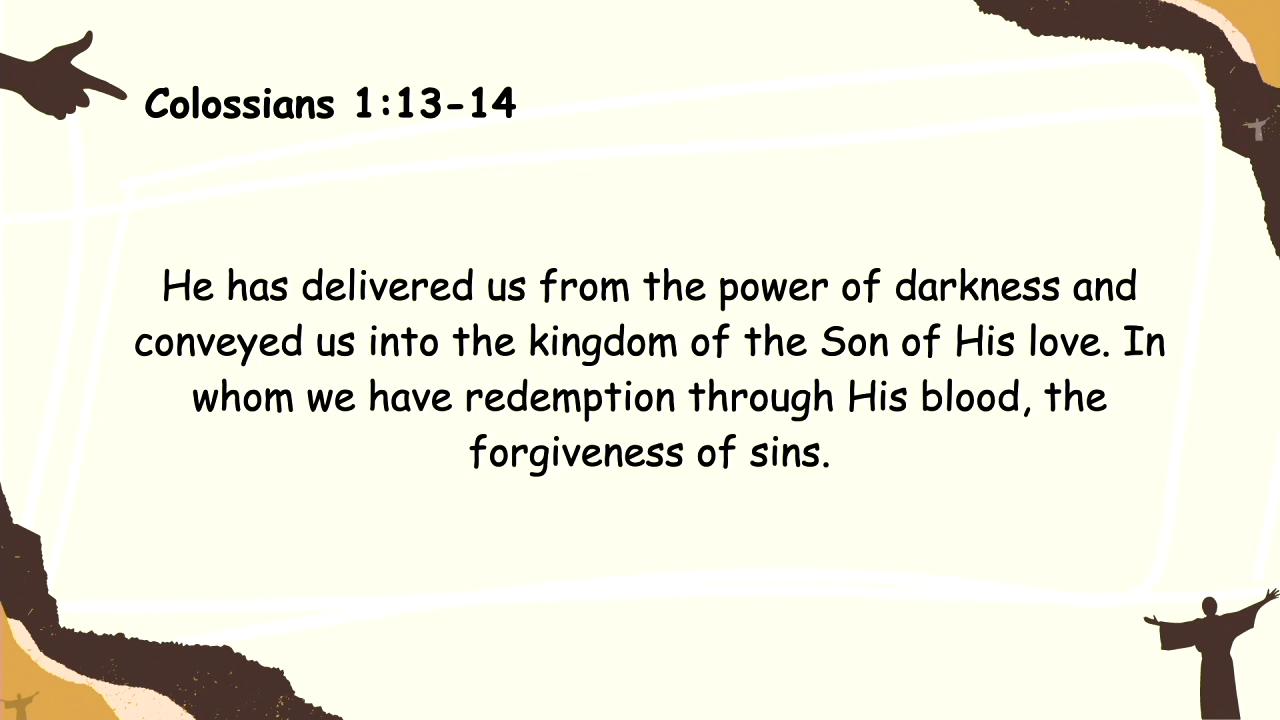 Colossians 1:13-14
He has delivered us from the power of darkness and
conveyed us into the kingdom of the Son of His love. In
whom we have redemption through His blood, the
forgiveness of sins.